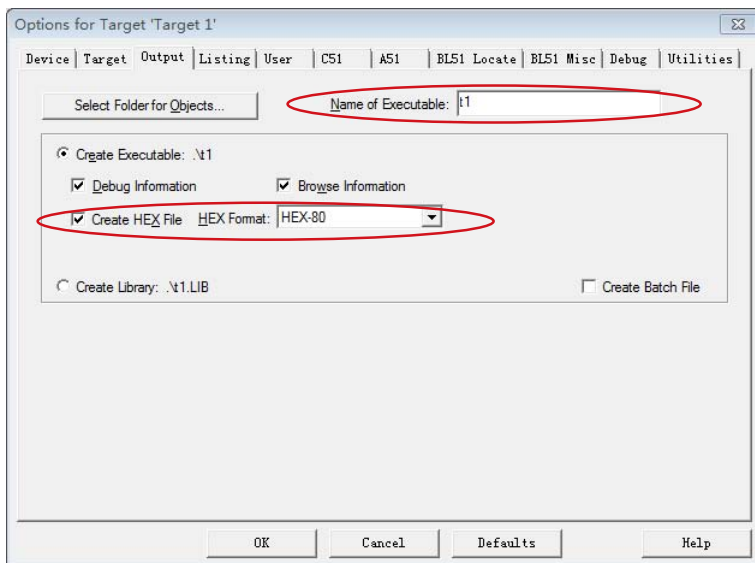 Options for Target 'Target 1'
Device Target Output Listing User C51 A51 BL51 Locate BL51 Misc Debug Utilities
Select Folder for Objects... Name of Executable: t1
Create Executable: .\t1
Debug Information Browse Information
Create HEX File HEX Format: HEX-80
Create Library: .\t1.LIB Create Batch File
OK Cancel Defaults Help